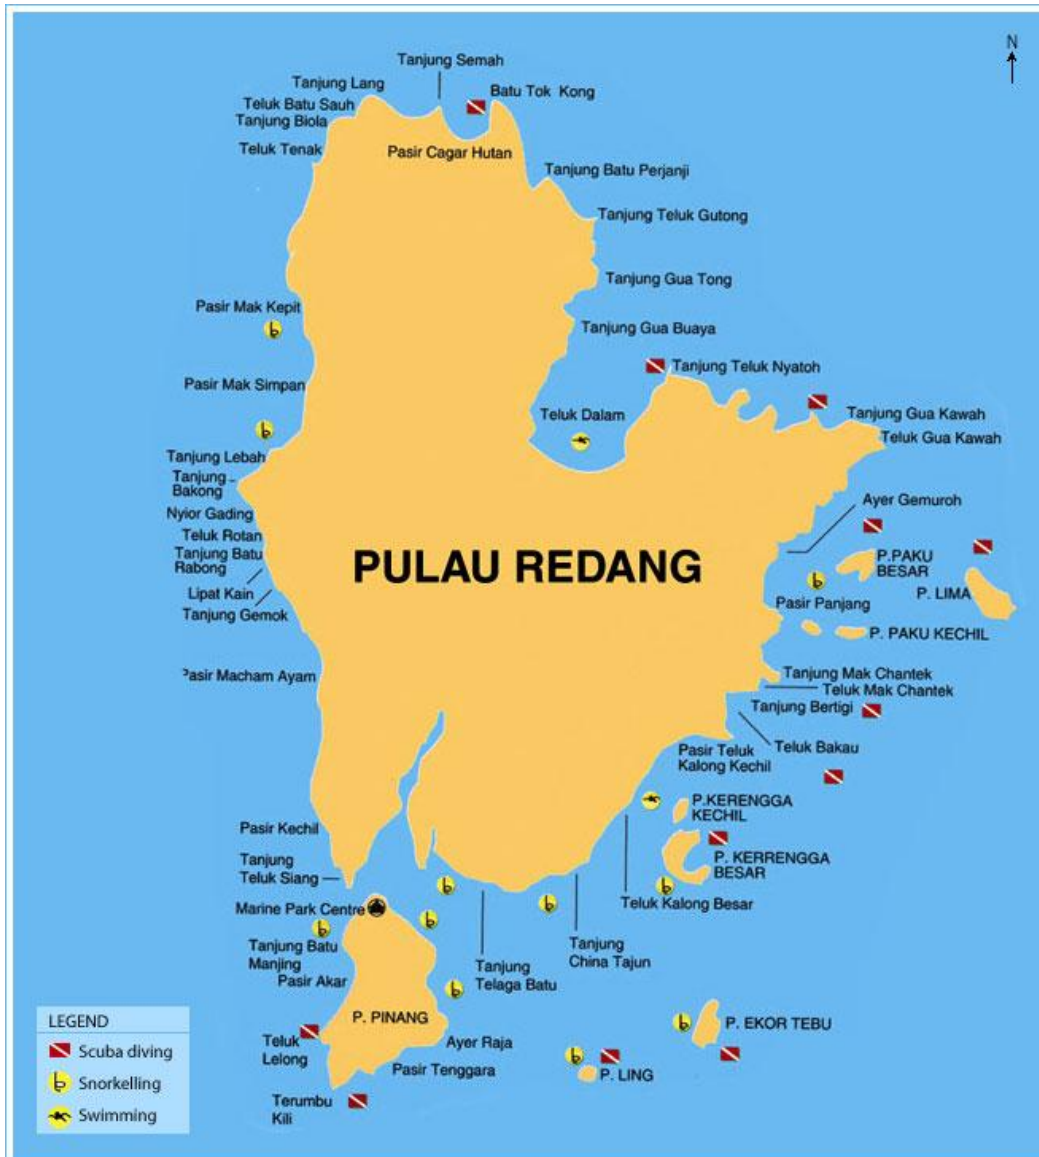 N
Tanjung Semah
Tanjung Lang
Batu Tok Kong
Teluk Batu Sauh
Tanjung Biola
Teluk Tenak
Pasir Cagar Hutan
Tanjung Batu Perjanji
Tanjung Teluk Gutong
Tanjung Gua Tong
Pasir Mak Kepit
Tanjung Gua Buaya
Tanjung Teluk Nyatoh
Pasir Mak Simpan
Teluk Dalam
Tanjung Gua Kawah
Teluk Gua Kawah
Tanjung Lebah
Tanjung
Bakong
Ayer Gemuroh
Nyior Gading
Teluk Rotan
Tanjung Batu
Rabong
PULAU REDANG
P.PAKU
BESAR
P. LIMA
Lipat Kain
Tanjung Gemok
Pasir Panjang
P. PAKU KECHIL
Pasir Macham Ayam
Tanjung Mak Chantek
Teluk Mak Chantek
Tanjung Bertigi
Teluk Bakau
Pasir Teluk
Kalong Kechil
P.KERENGGA
KECHIL
Pasir Kechil
P. KERRENGGA
BESAR
Tanjung
Teluk Siang
Teluk Kalong Besar
Marine Park Centre
Tanjung Batu
Manjing
Tanjung
China Tajun
Pasir Akar
Tanjung
Telaga Batu
P. PINANG
P. EKOR TEBU
Teluk
Lelong
Ayer Raja
Pasir Tenggara
P. LING
Terumbu
Kili
LEGEND
Scuba diving
Snorkelling
Swimming